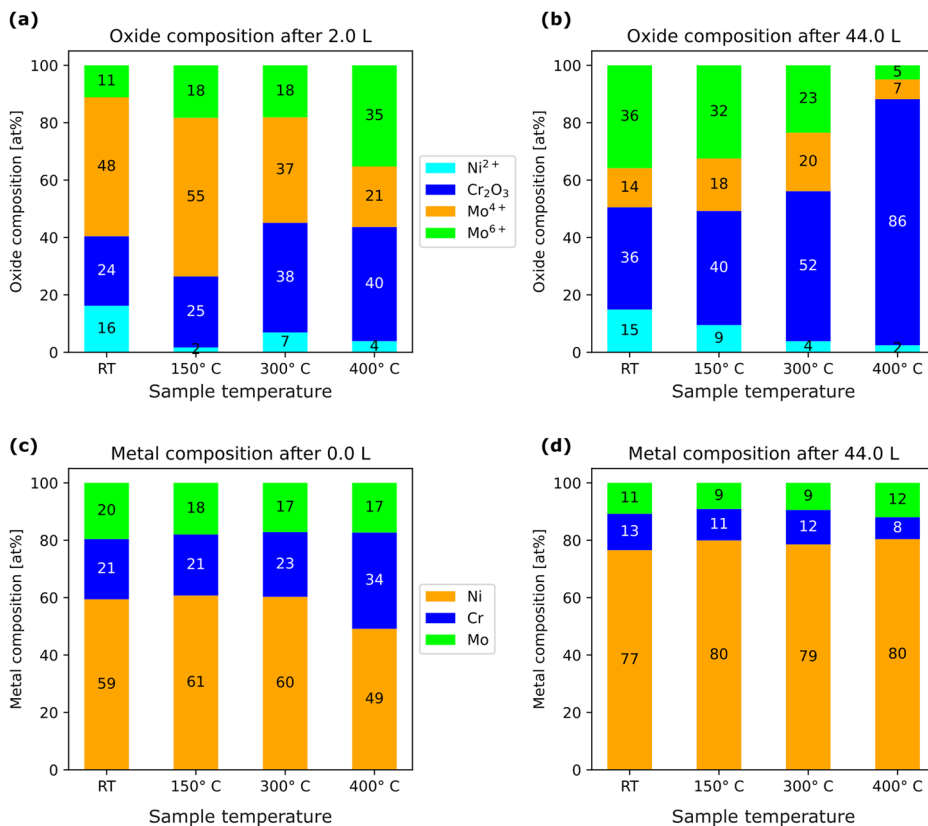 (a)
Oxide composition after 2.0 L
Oxide composition [at%]
100
80
60
40
20
0
11
48
24
16
18
55
25
2
18
37
38
7
35
21
40
4
RT
150° C
300° C
400° C
Sample temperature
Ni²⁺
Cr₂O₃
Mo⁴⁺
Mo⁶⁺
(b)
Oxide composition after 44.0 L
Oxide composition [at%]
100
80
60
40
20
0
36
14
36
15
32
18
40
9
23
20
52
4
5
7
86
2
RT
150° C
300° C
400° C
Sample temperature
(c)
Metal composition after 0.0 L
Metal composition [at%]
100
80
60
40
20
0
20
21
59
18
21
61
17
23
60
17
34
49
RT
150° C
300° C
400° C
Sample temperature
Ni
Cr
Mo
(d)
Metal composition after 44.0 L
Metal composition [at%]
100
80
60
40
20
0
11
13
77
9
11
80
9
12
79
12
8
80
RT
150° C
300° C
400° C
Sample temperature